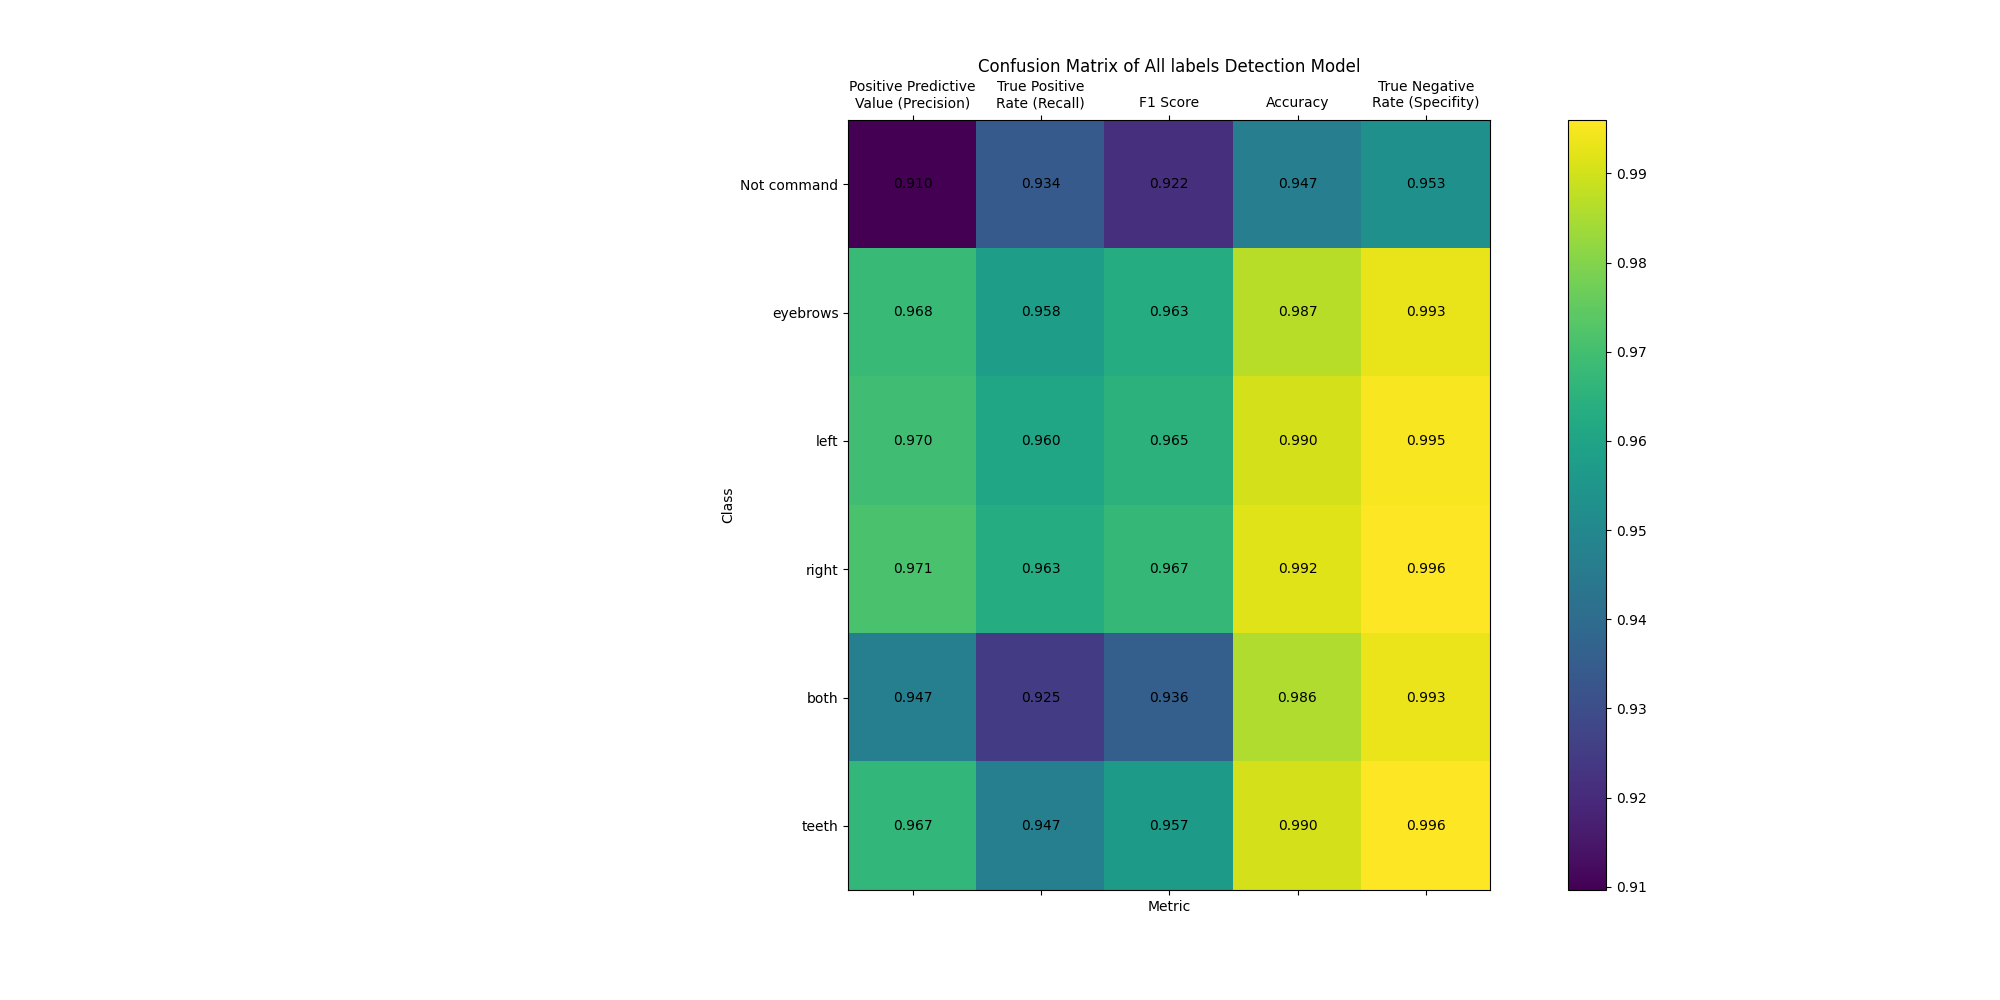 Confusion Matrix of All labels Detection Model
Positive Predictive
Value (Precision)
True Positive
Rate (Recall)
F1 Score
Accuracy
True Negative
Rate (Specifity)
Not command 0.910 0.934 0.922 0.947 0.953
eyebrows 0.968 0.958 0.963 0.987 0.993
left 0.970 0.960 0.965 0.990 0.995
right 0.971 0.963 0.967 0.992 0.996
both 0.947 0.925 0.936 0.986 0.993
teeth 0.967 0.947 0.957 0.990 0.996
Class
Metric
0.99
0.98
0.97
0.96
0.95
0.94
0.93
0.92
0.91